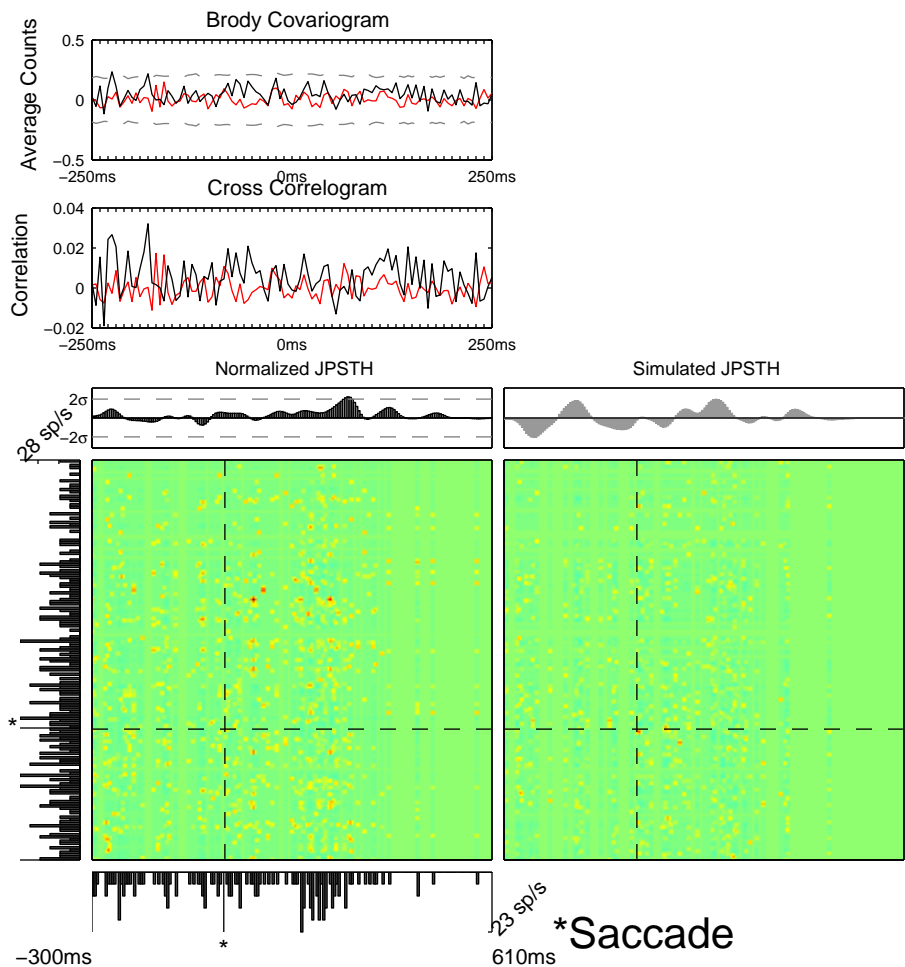 Brody Covariogram
0.5
0
−0.5
Average Counts
−250ms
0ms
250ms
Cross Correlogram
0.04
0.02
0
−0.02
Correlation
−250ms
0ms
250ms
Normalized JPSTH
Simulated JPSTH
2σ
−2σ
28 sp/s
*
*
23 sp/s
*Saccade
−300ms
610ms